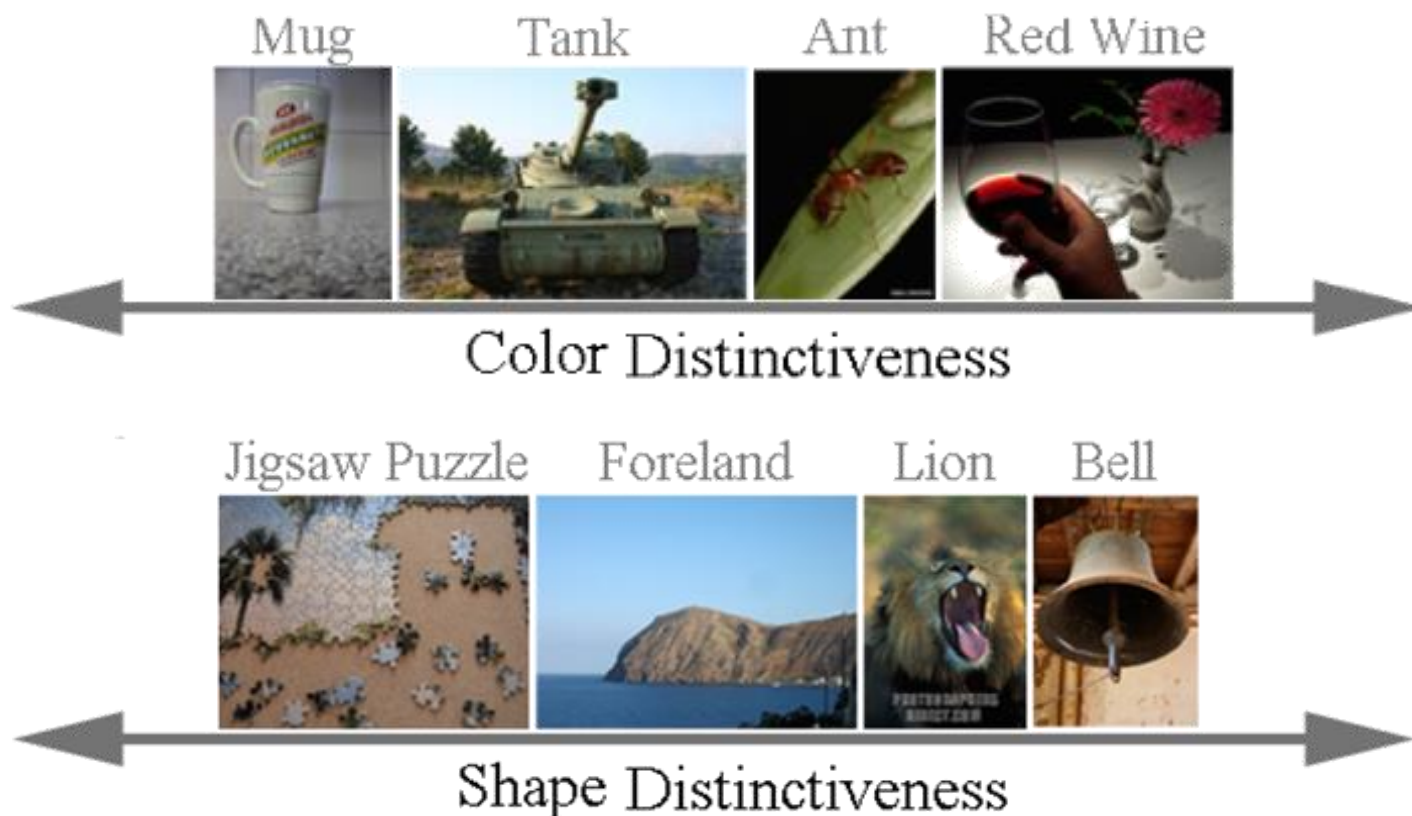 Mug Tank Ant Red Wine
Color Distinctiveness
Jigsaw Puzzle Foreland Lion Bell
Shape Distinctiveness